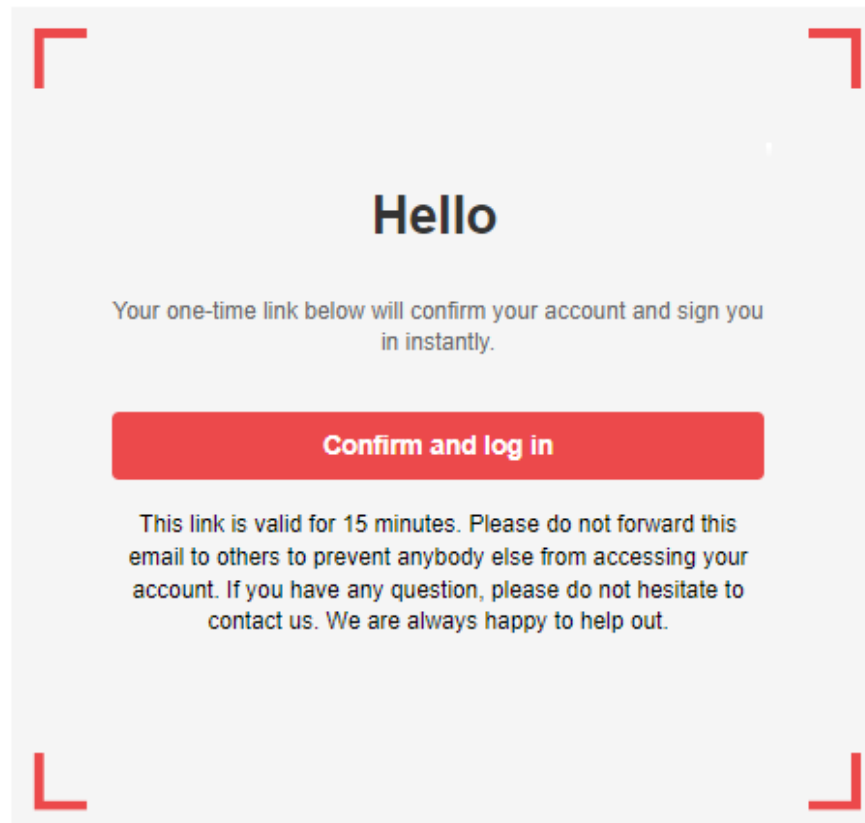 Hello
Your one-time link below will confirm your account and sign you
in instantly.
Confirm and log in
This link is valid for 15 minutes. Please do not forward this
email to others to prevent anybody else from accessing your
account. If you have any question, please do not hesitate to
contact us. We are always happy to help out.